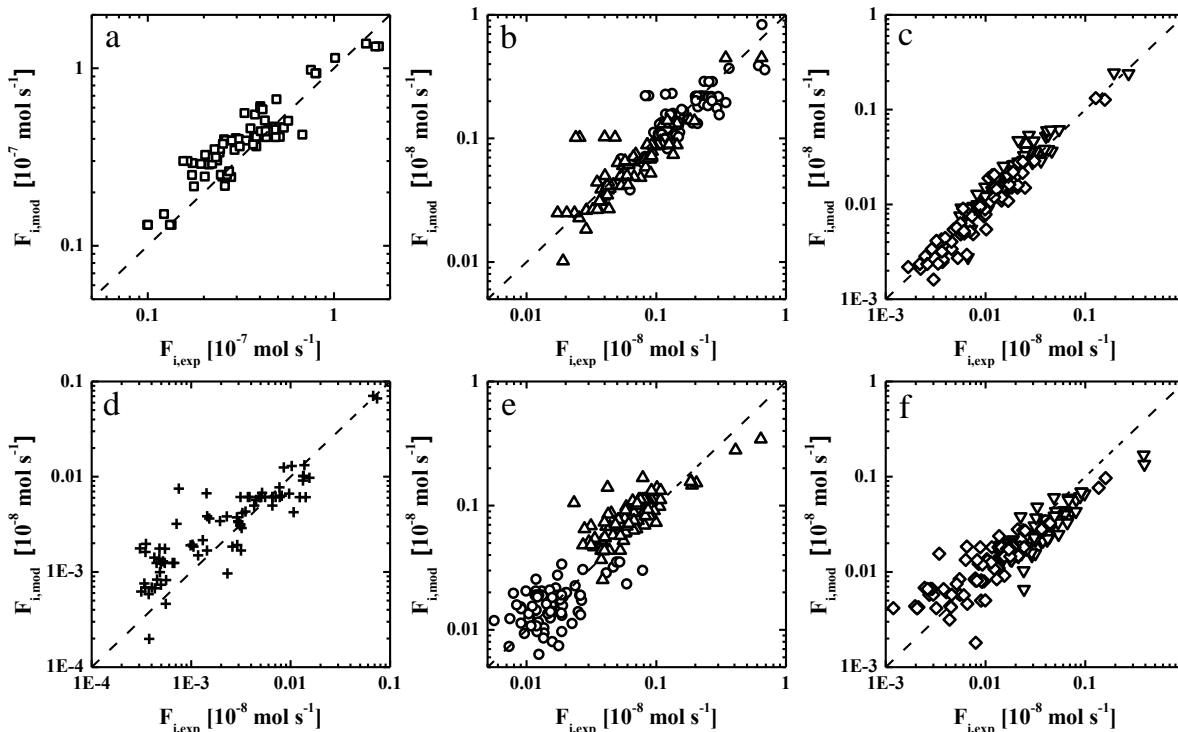 a
1
0.1
0.1
1
F_i,mod [10^-7 mol s^-1]
F_i,exp [10^-7 mol s^-1]
b
1
0.1
0.01
0.01
0.1
1
F_i,mod [10^-8 mol s^-1]
F_i,exp [10^-8 mol s^-1]
c
1
0.1
0.01
1E-3
1E-3
0.01
0.1
1
F_i,mod [10^-8 mol s^-1]
F_i,exp [10^-8 mol s^-1]
d
0.1
0.01
1E-3
1E-4
1E-4
1E-3
0.01
0.1
F_i,mod [10^-8 mol s^-1]
F_i,exp [10^-8 mol s^-1]
e
1
0.1
0.01
0.01
0.1
1
F_i,mod [10^-8 mol s^-1]
F_i,exp [10^-8 mol s^-1]
f
1
0.1
0.01
1E-3
1E-3
0.01
0.1
1
F_i,mod [10^-8 mol s^-1]
F_i,exp [10^-8 mol s^-1]